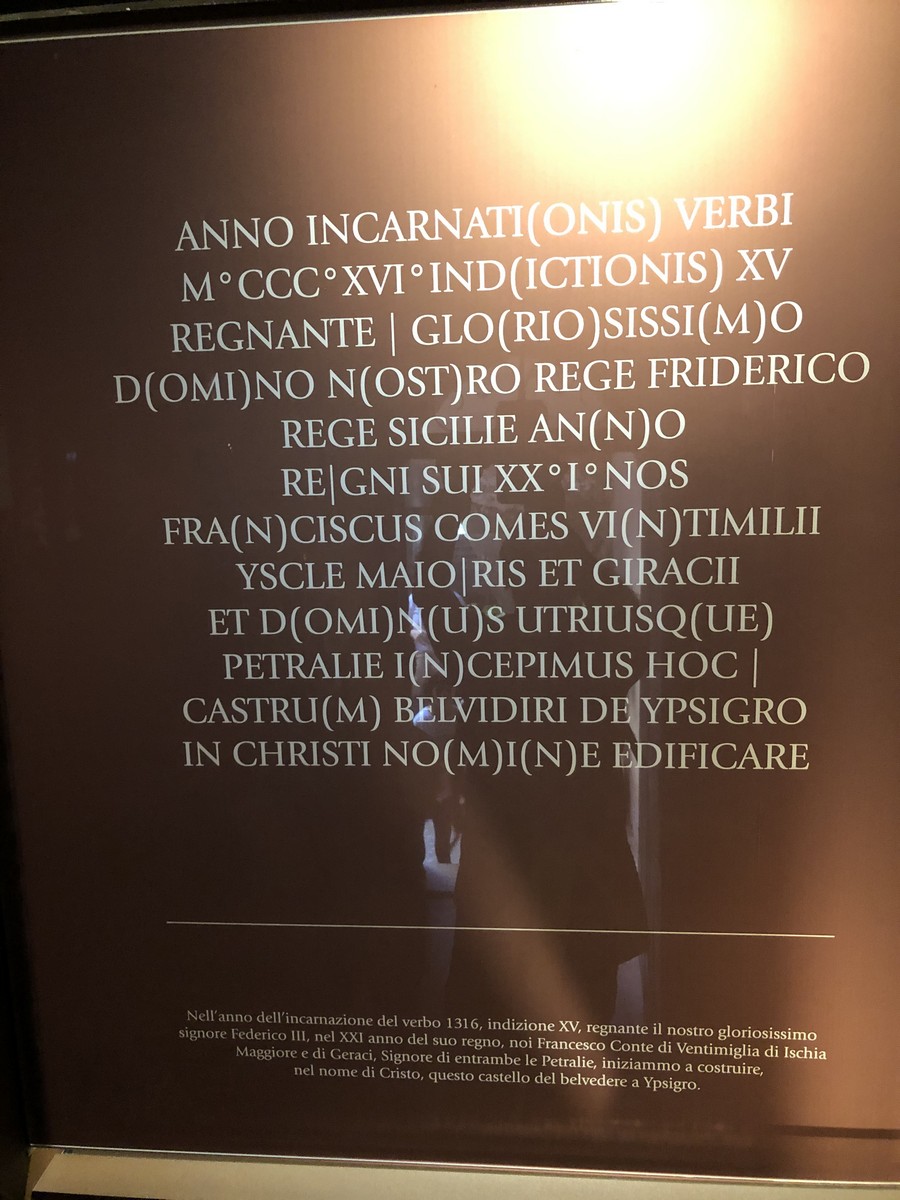 ANNO INCARNATI(ONIS) VERBI
M°CCC°XVI°IND(ICTIONIS) XV
REGNANTE | GLO(RIO)SISSI(M)O
D(OMI)NO N(OST)RO REGE FRIDERICO
REGE SICILIE AN(N)O
RE|GNI SUI XX°I°NOS
FRA(N)CISCUS COMES VI(N)TIMILII
YSCLE MAIO|RIS ET GIRACII
ET D(OMI)N(U)S UTRIUSQ(UE)
PETRALIE I(N)CEPIMUS HOC |
CASTRU(M) BELVIDIRI DE YPSIGRO
IN CHRISTI NO(M)I(N)E EDIFICARE
Nell'anno dell'incarnazione del verbo 1316, indizione XV, regnante il nostro gloriosissimo
signore Federico III, nel XXI anno del suo regno, noi Francesco Conte di Ventimiglia di Ischia
Maggiore e di Geraci, Signore di entrambe le Petralie, iniziammo a costruire,
nel nome di Cristo, questo castello del belvedere a Ypsigro.